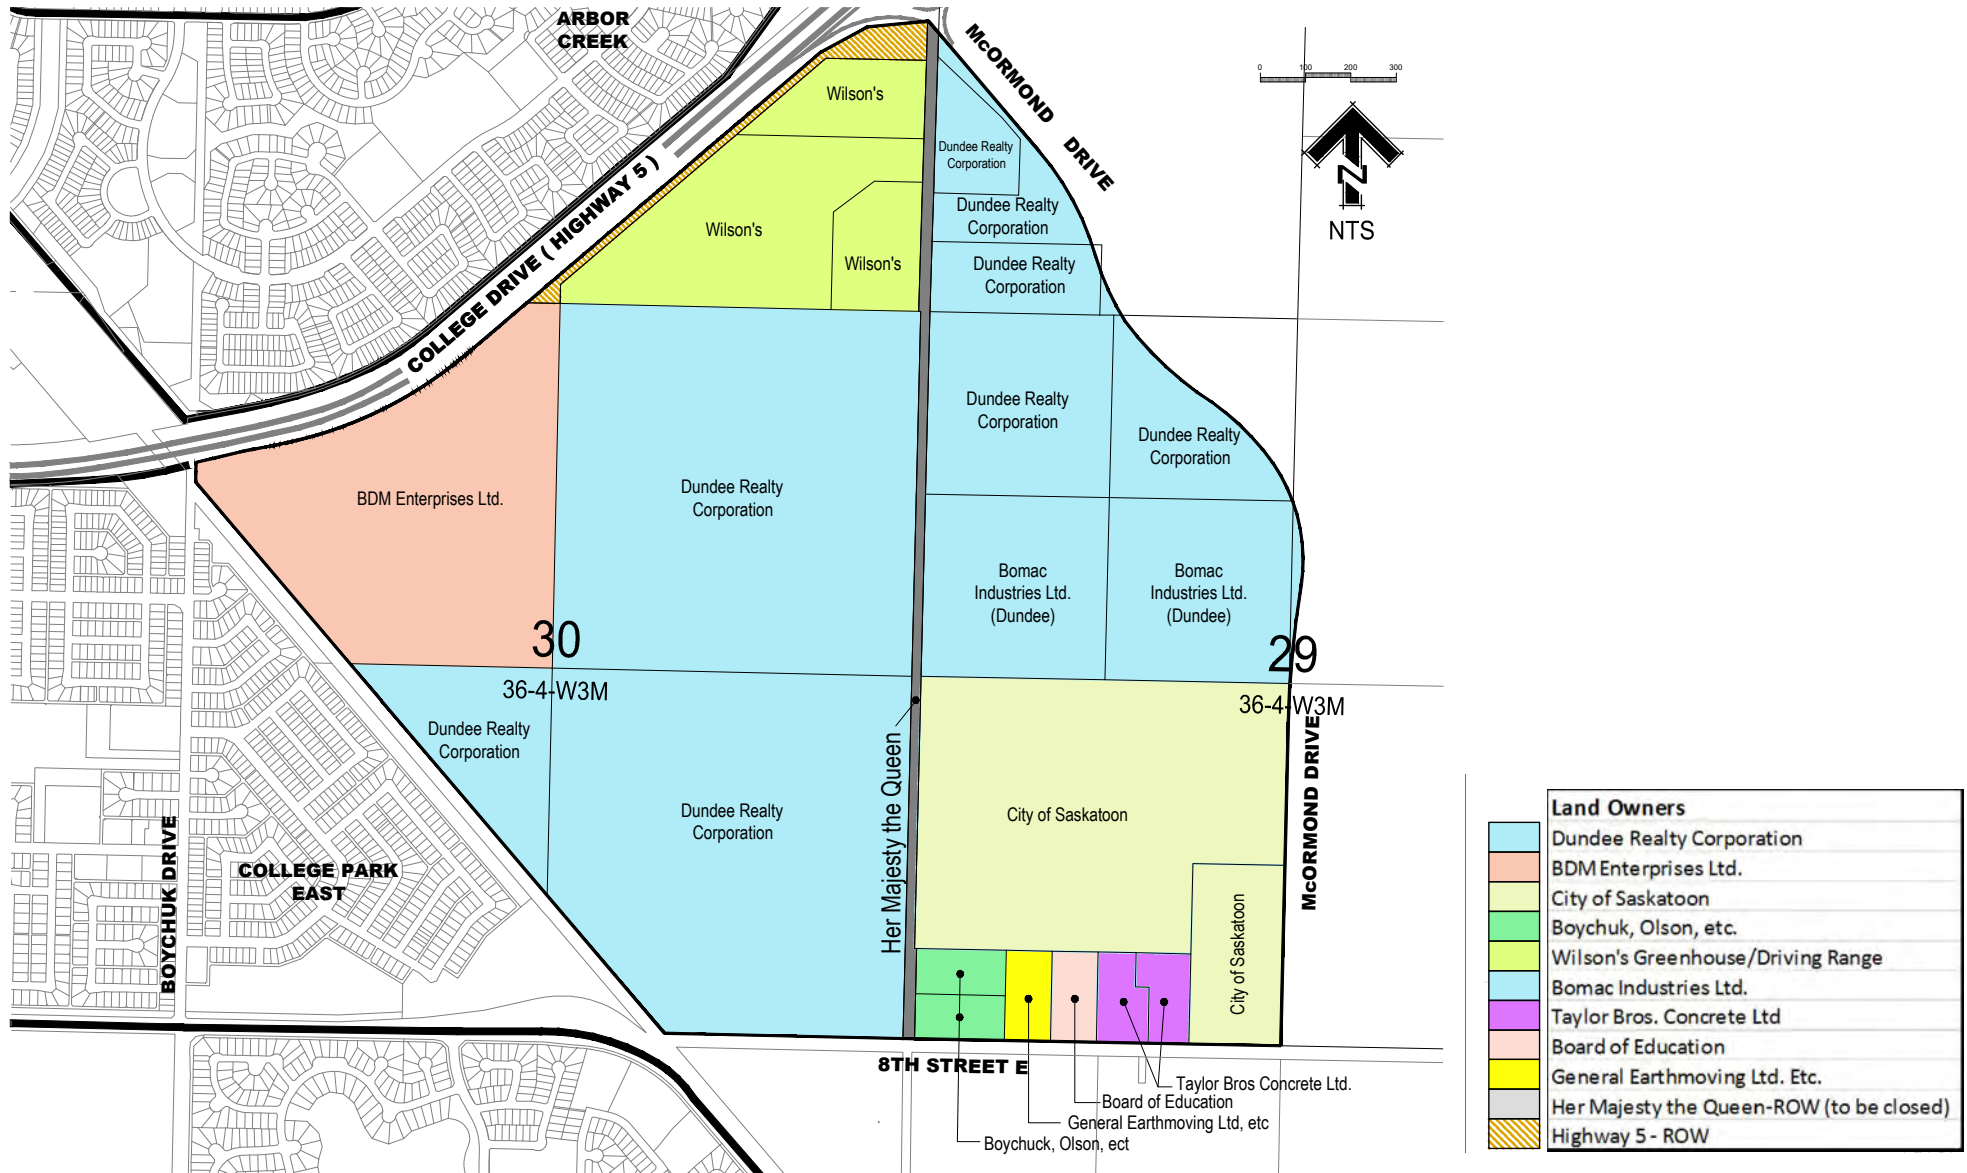 ARBOR
CREEK
McORMOND DRIVE
0 100 200 300
NTS
COLLEGE DRIVE ( HIGHWAY 5 )
Wilson's
Wilson's
Wilson's
Dundee Realty
Corporation
Dundee Realty
Corporation
Dundee Realty
Corporation
Dundee Realty
Corporation
Dundee Realty
Corporation
BDM Enterprises Ltd.
Dundee Realty
Corporation
Bomac
Industries Ltd.
(Dundee)
Bomac
Industries Ltd.
(Dundee)
30
36-4-W3M
29
36-4-W3M
Dundee Realty
Corporation
Dundee Realty
Corporation
Her Majesty the Queen
City of Saskatoon
City of Saskatoon
McORMOND DRIVE
BOYCHUK DRIVE
COLLEGE PARK
EAST
8TH STREET E
Taylor Bros Concrete Ltd.
Board of Education
General Earthmoving Ltd, etc
Boychuck, Olson, ect
Land Owners
Dundee Realty Corporation
BDM Enterprises Ltd.
City of Saskatoon
Boychuk, Olson, etc.
Wilson's Greenhouse/Driving Range
Bomac Industries Ltd.
Taylor Bros. Concrete Ltd
Board of Education
General Earthmoving Ltd. Etc.
Her Majesty the Queen-ROW (to be closed)
Highway 5 - ROW